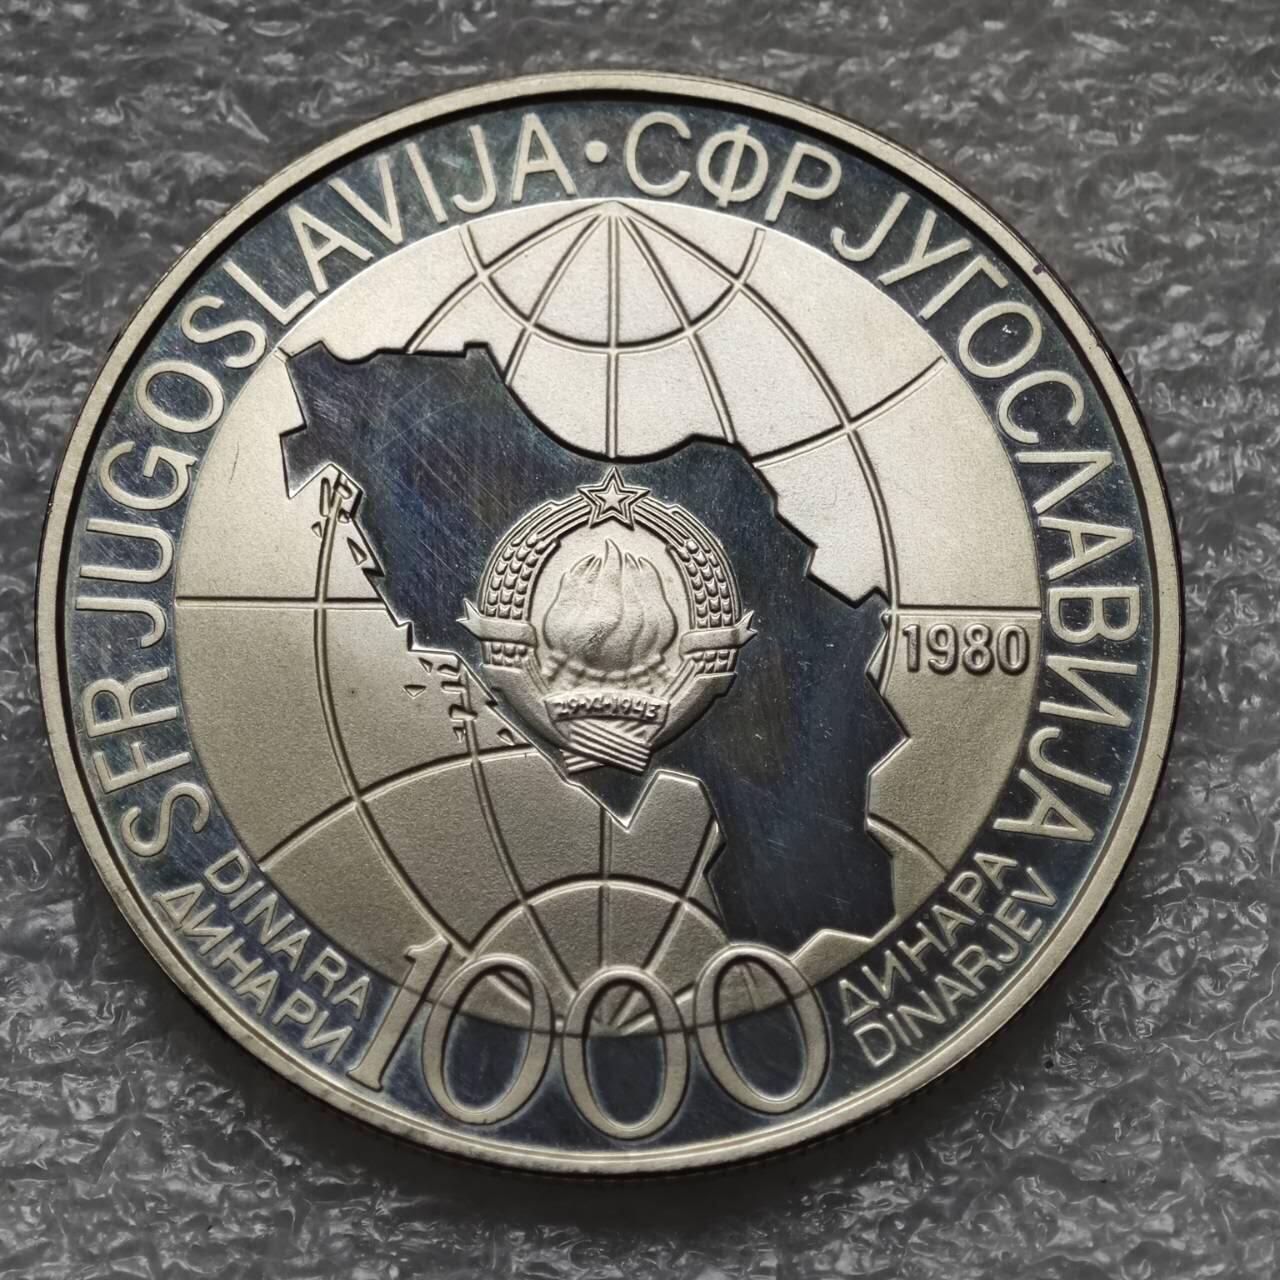 SFR JUGOSLAVIJA · СФР ЈУГОСЛАВИЈА
1980
29·XI·1943
DINARA
ДИНАРИ
1000
ДИНАРА
DINARJEV